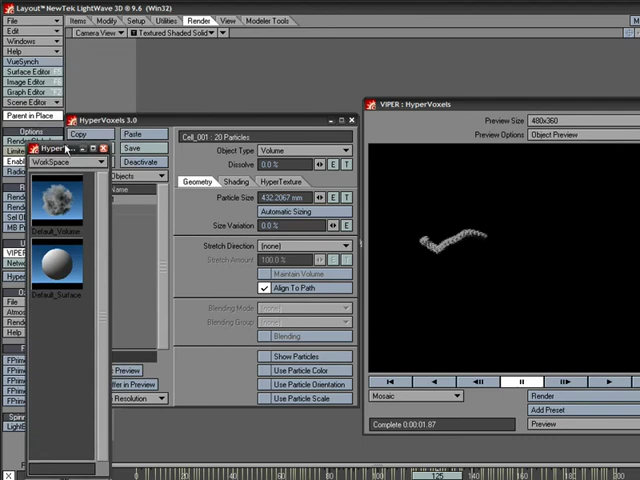 Layout™ NewTek LightWave 3D ® 9.6 (Win32)
File
Items
Modify
Setup
Utilities
Render
View
Modeler Tools
Edit
Camera View
Textured Shaded Solid
Windows
Help
VueSynch
Surface Editor
Image Editor
Graph Editor
Scene Editor
Parent in Place
Options
HyperVoxels 3.0
Copy
Paste
Save
Deactivate
Objects
Name
Cell_001 : 20 Particles
Object Type
Volume
Dissolve
0.0 %
E
T
Geometry
Shading
HyperTexture
Particle Size
432.2067 mm
E
T
Automatic Sizing
Size Variation
0.0 %
E
Stretch Direction
(none)
Stretch Amount
100.0 %
E
T
Maintain Volume
Align To Path
Blending Mode
(none)
Blending Group
(none)
Blending
Show Particles
Use Particle Color
Use Particle Orientation
Use Particle Scale
Hyper...
WorkSpace
Default_Volume
Default_Surface
VIPER : HyperVoxels
Preview Size
480x360
Preview Options
Object Preview
Mosaic
Render
Add Preset
Preview
Complete 0:00:01.87
Resolution
VIPER
125
200